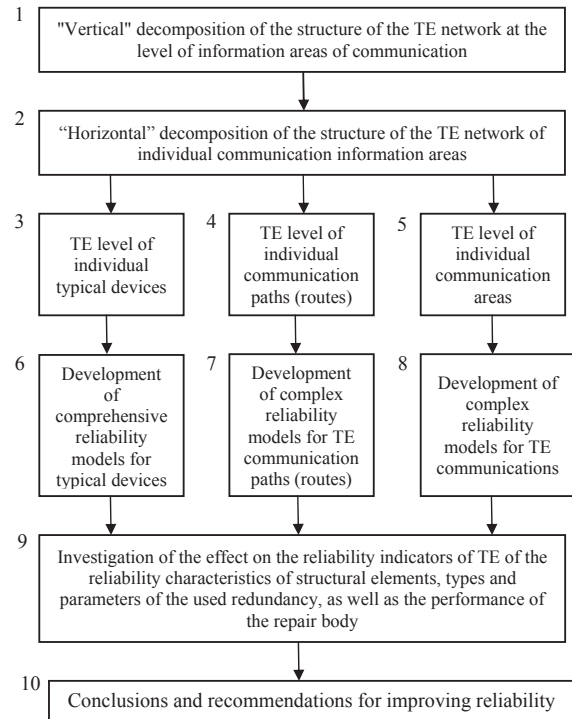 1
"Vertical" decomposition of the structure of the TE network at the
level of information areas of communication
2
“Horizontal” decomposition of the structure of the TE network of
individual communication information areas
3
TE level of
individual
typical devices
4
TE level of
individual
communication
paths (routes)
5
TE level of
individual
communication
areas
6
Development
of
comprehensive
reliability
models for
typical devices
7
Development
of complex
reliability
models for TE
communication
paths (routes)
8
Development of
complex
reliability
models for TE
communications
9
Investigation of the effect on the reliability indicators of TE of the
reliability characteristics of structural elements, types and
parameters of the used redundancy, as well as the performance of
the repair body
10
Conclusions and recommendations for improving reliability